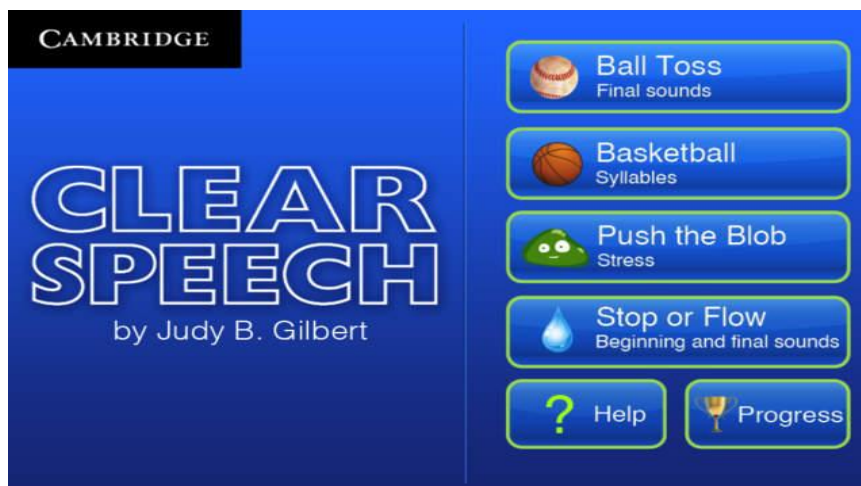 CAMBRIDGE
CLEAR
SPEECH
by Judy B. Gilbert
Ball Toss
Final sounds
Basketball
Syllables
Push the Blob
Stress
Stop or Flow
Beginning and final sounds
? Help
Progress